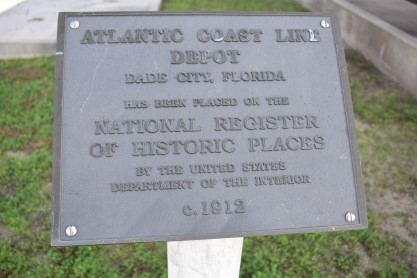 ATLANTIC COAST LINE
DEPOT
DADE CITY, FLORIDA
HAS BEEN PLACED ON THE
NATIONAL REGISTER
OF HISTORIC PLACES
BY THE UNITED STATES
DEPARTMENT OF THE INTERIOR
c. 1912